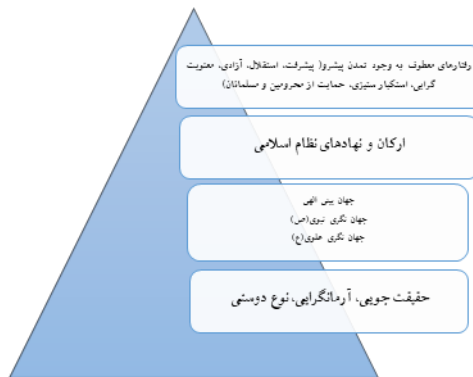 رفتارهای معطوف به وجود تمدن پیشرو( پیشرفت، استقلال، آزادی، معنویت
گرایی، استکبار ستیزی، حمایت از محرومین و مسلمانان)
ارکان و نهادهای نظام اسلامی
جهان بینی الهی
جهان نگری نبوی(ص)
جهان نگری علوی(ع)
حقیقت جویی، آرمانگرایی، نوع دوستی